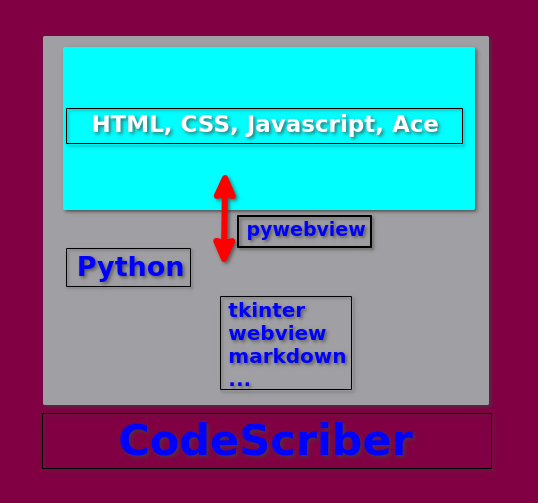 HTML, CSS, Javascript, Ace
pywebview
Python
tkinter
webview
markdown
...
CodeScriber